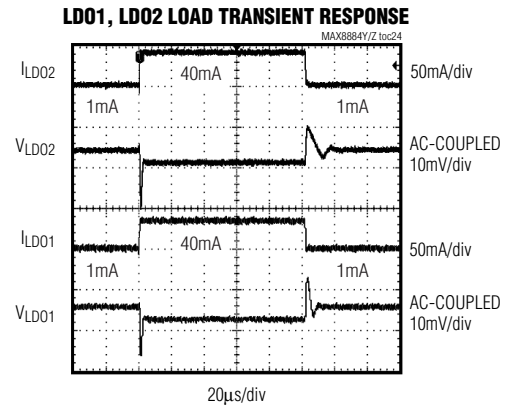 LDO1, LDO2 LOAD TRANSIENT RESPONSE
MAX8884Y/Z toc24
ILDO2
40mA
50mA/div
1mA
1mA
VLDO2
AC-COUPLED
10mV/div
ILDO1
40mA
50mA/div
1mA
1mA
VLDO1
AC-COUPLED
10mV/div
20μs/div